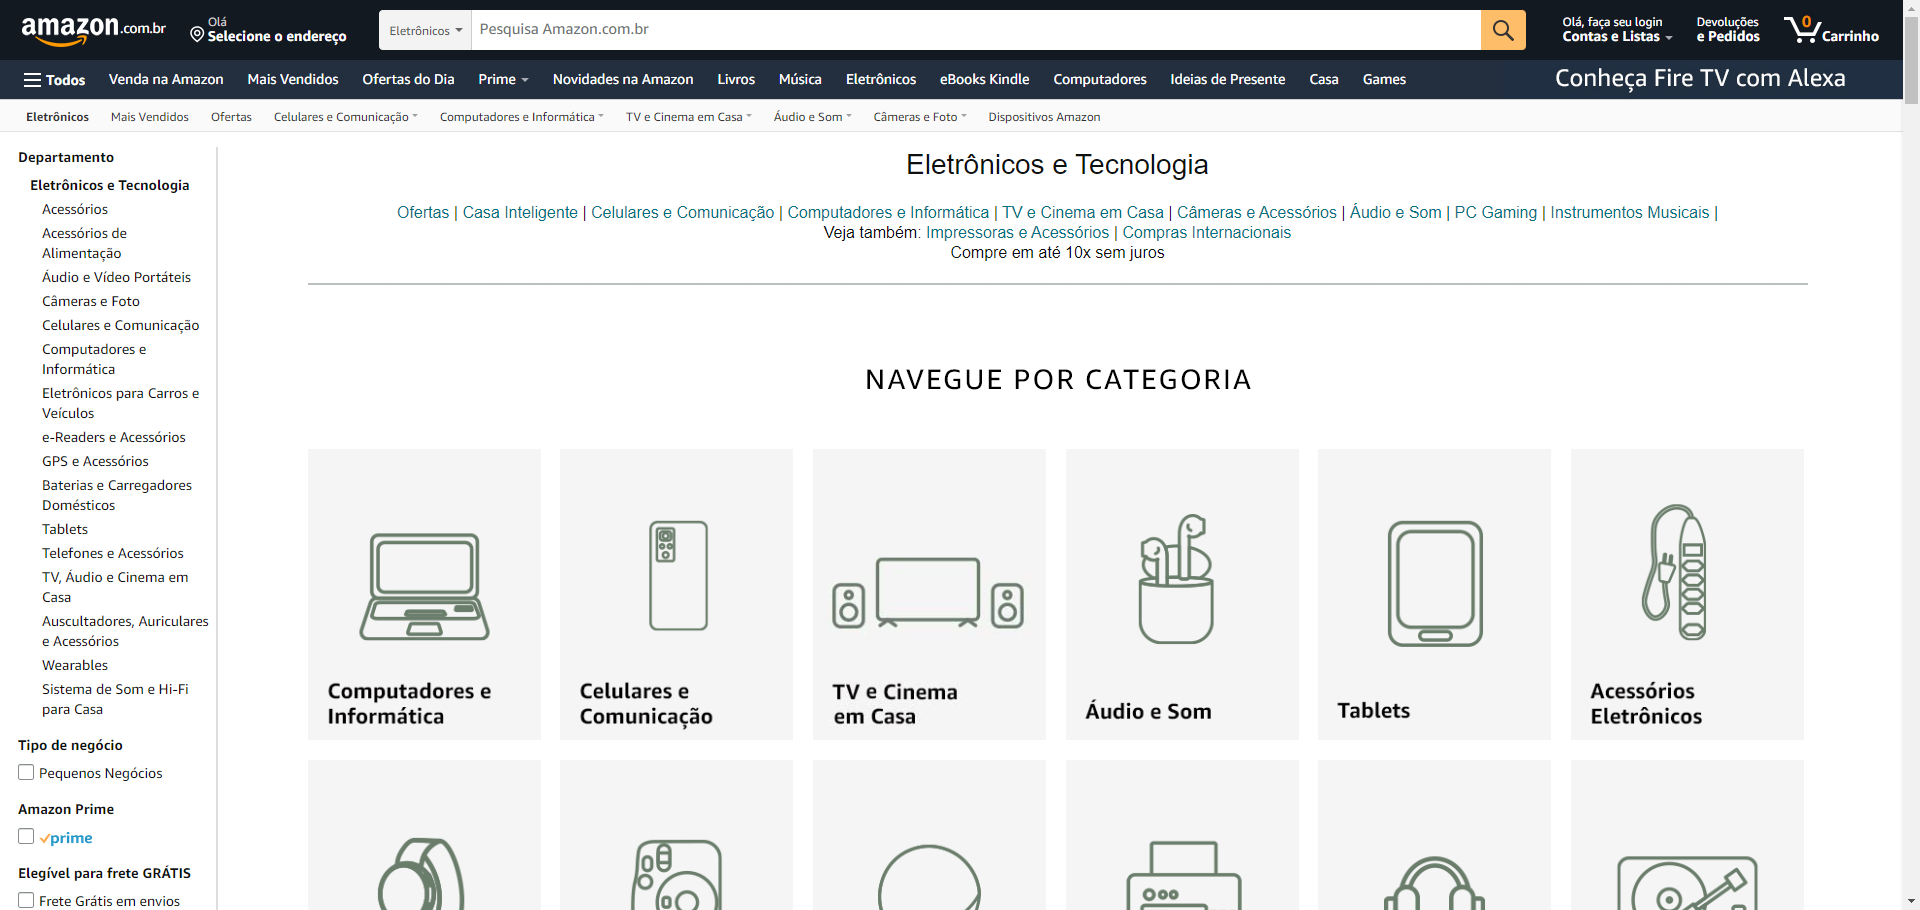 amazon.com.br
Olá
Selecione o endereço
Eletrônicos
Pesquisa Amazon.com.br
Olá, faça seu login
Contas e Listas
Devoluções
e Pedidos
0
Carrinho
Todos
Venda na Amazon
Mais Vendidos
Ofertas do Dia
Prime
Novidades na Amazon
Livros
Música
Eletrônicos
eBooks Kindle
Computadores
Ideias de Presente
Casa
Games
Conheça Fire TV com Alexa
Eletrônicos
Mais Vendidos
Ofertas
Celulares e Comunicação
Computadores e Informática
TV e Cinema em Casa
Áudio e Som
Câmeras e Foto
Dispositivos Amazon
Departamento
Eletrônicos e Tecnologia
Acessórios
Acessórios de
Alimentação
Áudio e Vídeo Portáteis
Câmeras e Foto
Celulares e Comunicação
Computadores e
Informática
Eletrônicos para Carros e
Veículos
e-Readers e Acessórios
GPS e Acessórios
Baterias e Carregadores
Domésticos
Tablets
Telefones e Acessórios
TV, Áudio e Cinema em
Casa
Auscultadores, Auriculares
e Acessórios
Wearables
Sistema de Som e Hi-Fi
para Casa
Tipo de negócio
Pequenos Negócios
Amazon Prime
prime
Elegível para frete GRÁTIS
Frete Grátis em envios
Eletrônicos e Tecnologia
Ofertas | Casa Inteligente | Celulares e Comunicação | Computadores e Informática | TV e Cinema em Casa | Câmeras e Acessórios | Áudio e Som | PC Gaming | Instrumentos Musicais |
Veja também: Impressoras e Acessórios | Compras Internacionais
Compre em até 10x sem juros
NAVEGUE POR CATEGORIA
Computadores e
Informática
Celulares e
Comunicação
TV e Cinema
em Casa
Áudio e Som
Tablets
Acessórios
Eletrônicos